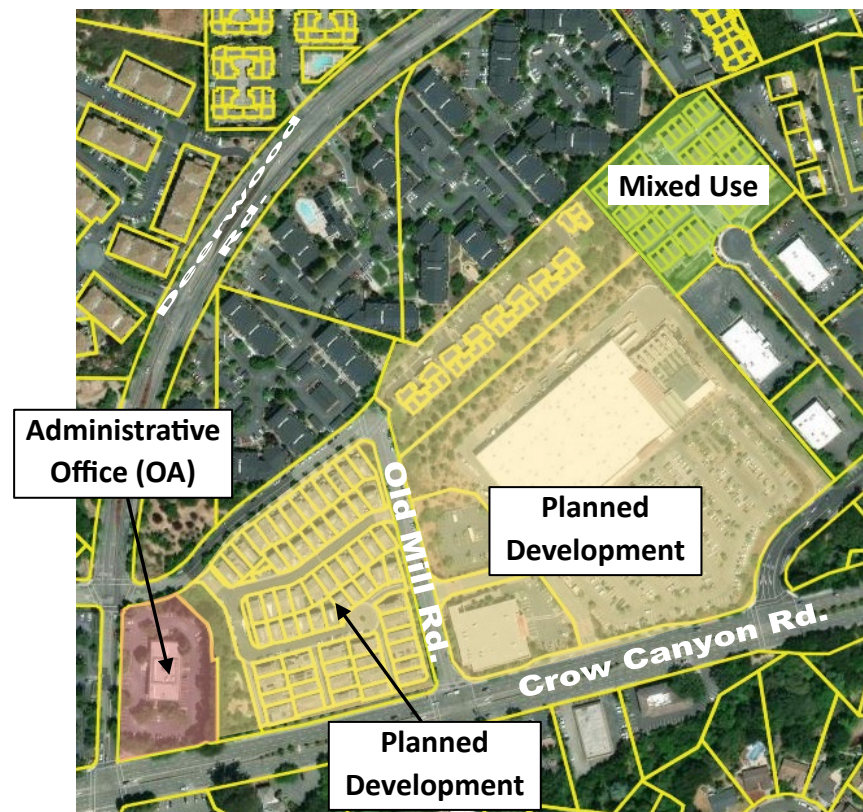 Deerwood
Rd.
Mixed Use
Administrative
Office (OA)
Old Mill Rd.
Planned
Development
Crow Canyon Rd.
Planned
Development